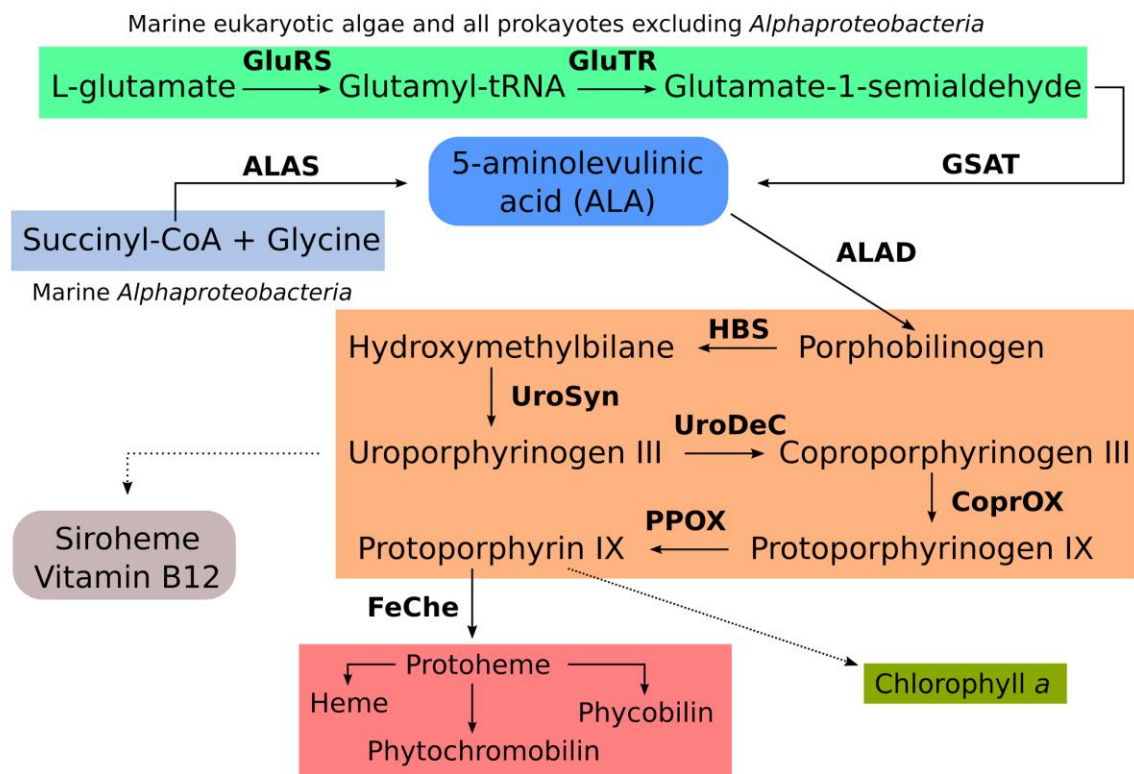 Marine eukaryotic algae and all prokayotes excluding Alphaproteobacteria
GluRS GluTR
L-glutamate Glutamyl-tRNA Glutamate-1-semialdehyde
ALAS
5-aminolevulinic
acid (ALA)
GSAT
Succinyl-CoA + Glycine
Marine Alphaproteobacteria
ALAD
HBS
Hydroxymethylbilane Porphobilinogen
UroSyn
UroDeC
Uroporphyrinogen III Coproporphyrinogen III
CoprOX
PPOX
Protoporphyrin IX Protoporphyrinogen IX
Siroheme
Vitamin B12
FeChe
Protoheme
Heme
Phycobilin
Phytochromobilin
Chlorophyll a